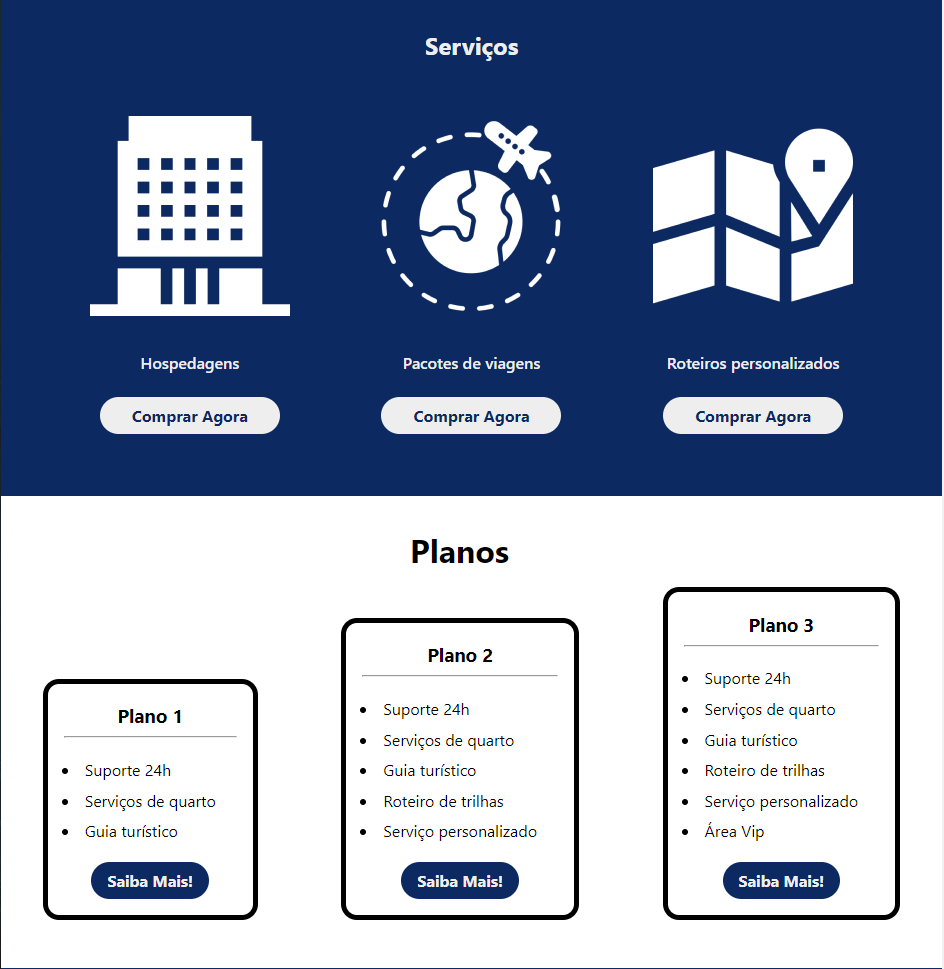 Serviços
Hospedagens
Pacotes de viagens
Roteiros personalizados
Comprar Agora
Comprar Agora
Comprar Agora
Planos
Plano 1
Suporte 24h
Serviços de quarto
Guia turístico
Saiba Mais!
Plano 2
Suporte 24h
Serviços de quarto
Guia turístico
Roteiro de trilhas
Serviço personalizado
Saiba Mais!
Plano 3
Suporte 24h
Serviços de quarto
Guia turístico
Roteiro de trilhas
Serviço personalizado
Área Vip
Saiba Mais!